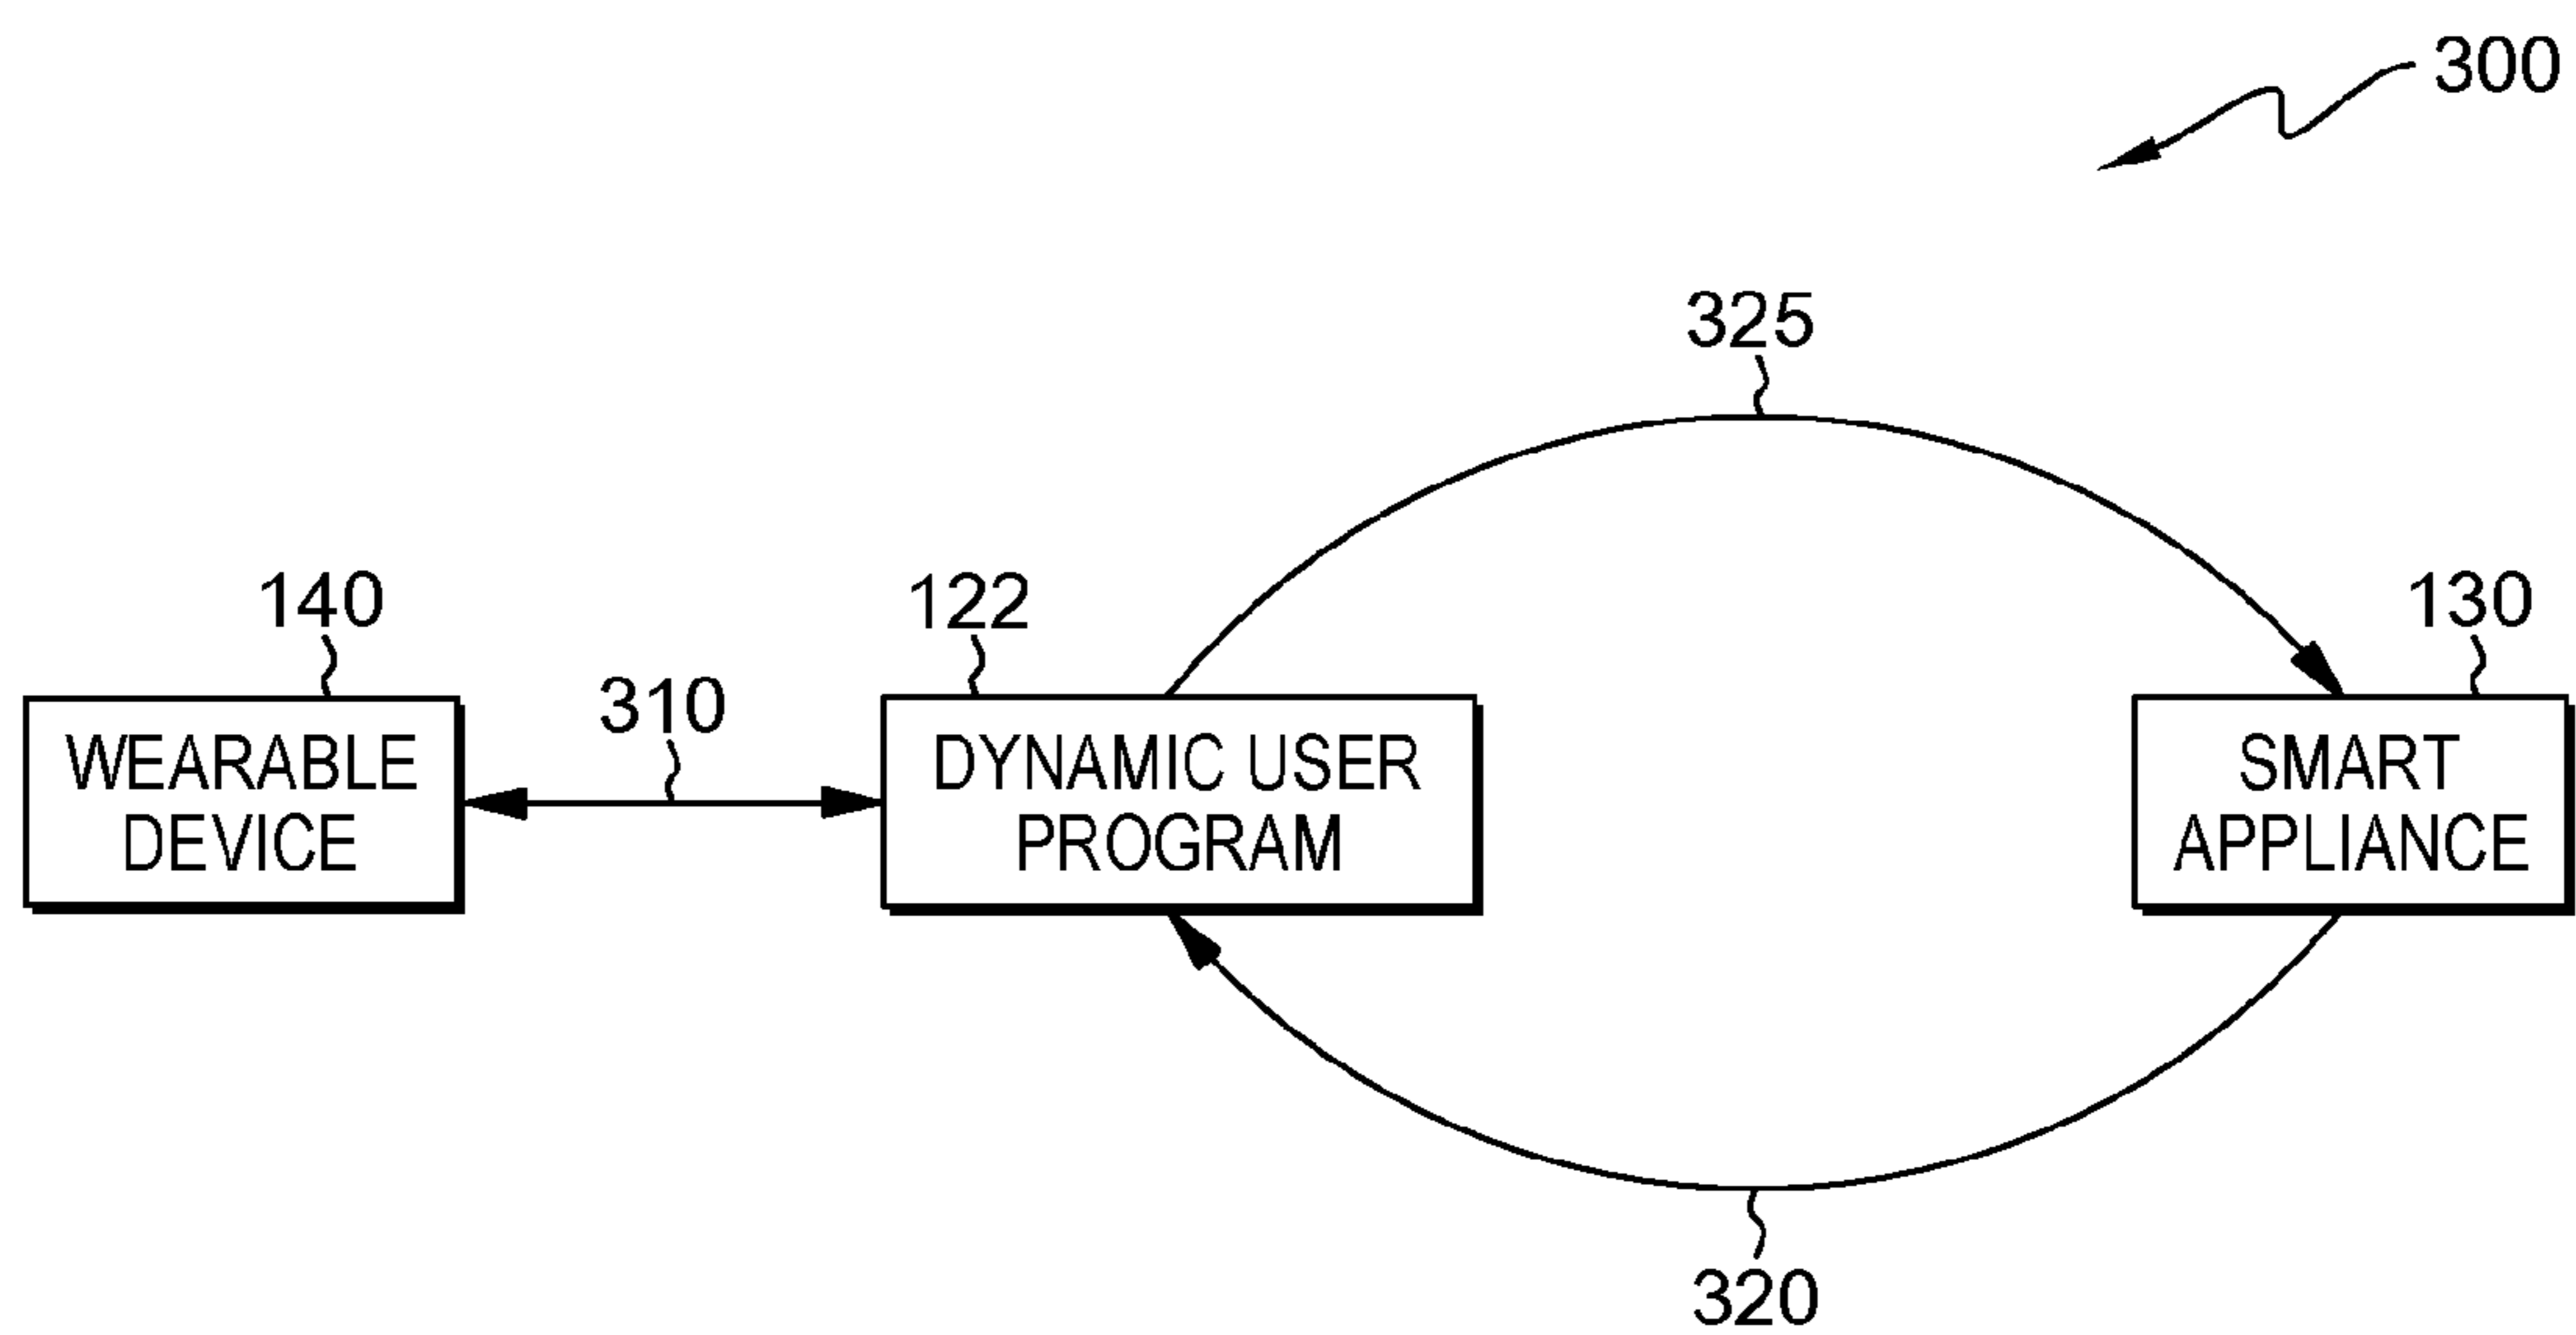 300
325
140
122
130
310
WEARABLE
DEVICE
DYNAMIC USER
PROGRAM
SMART
APPLIANCE
320